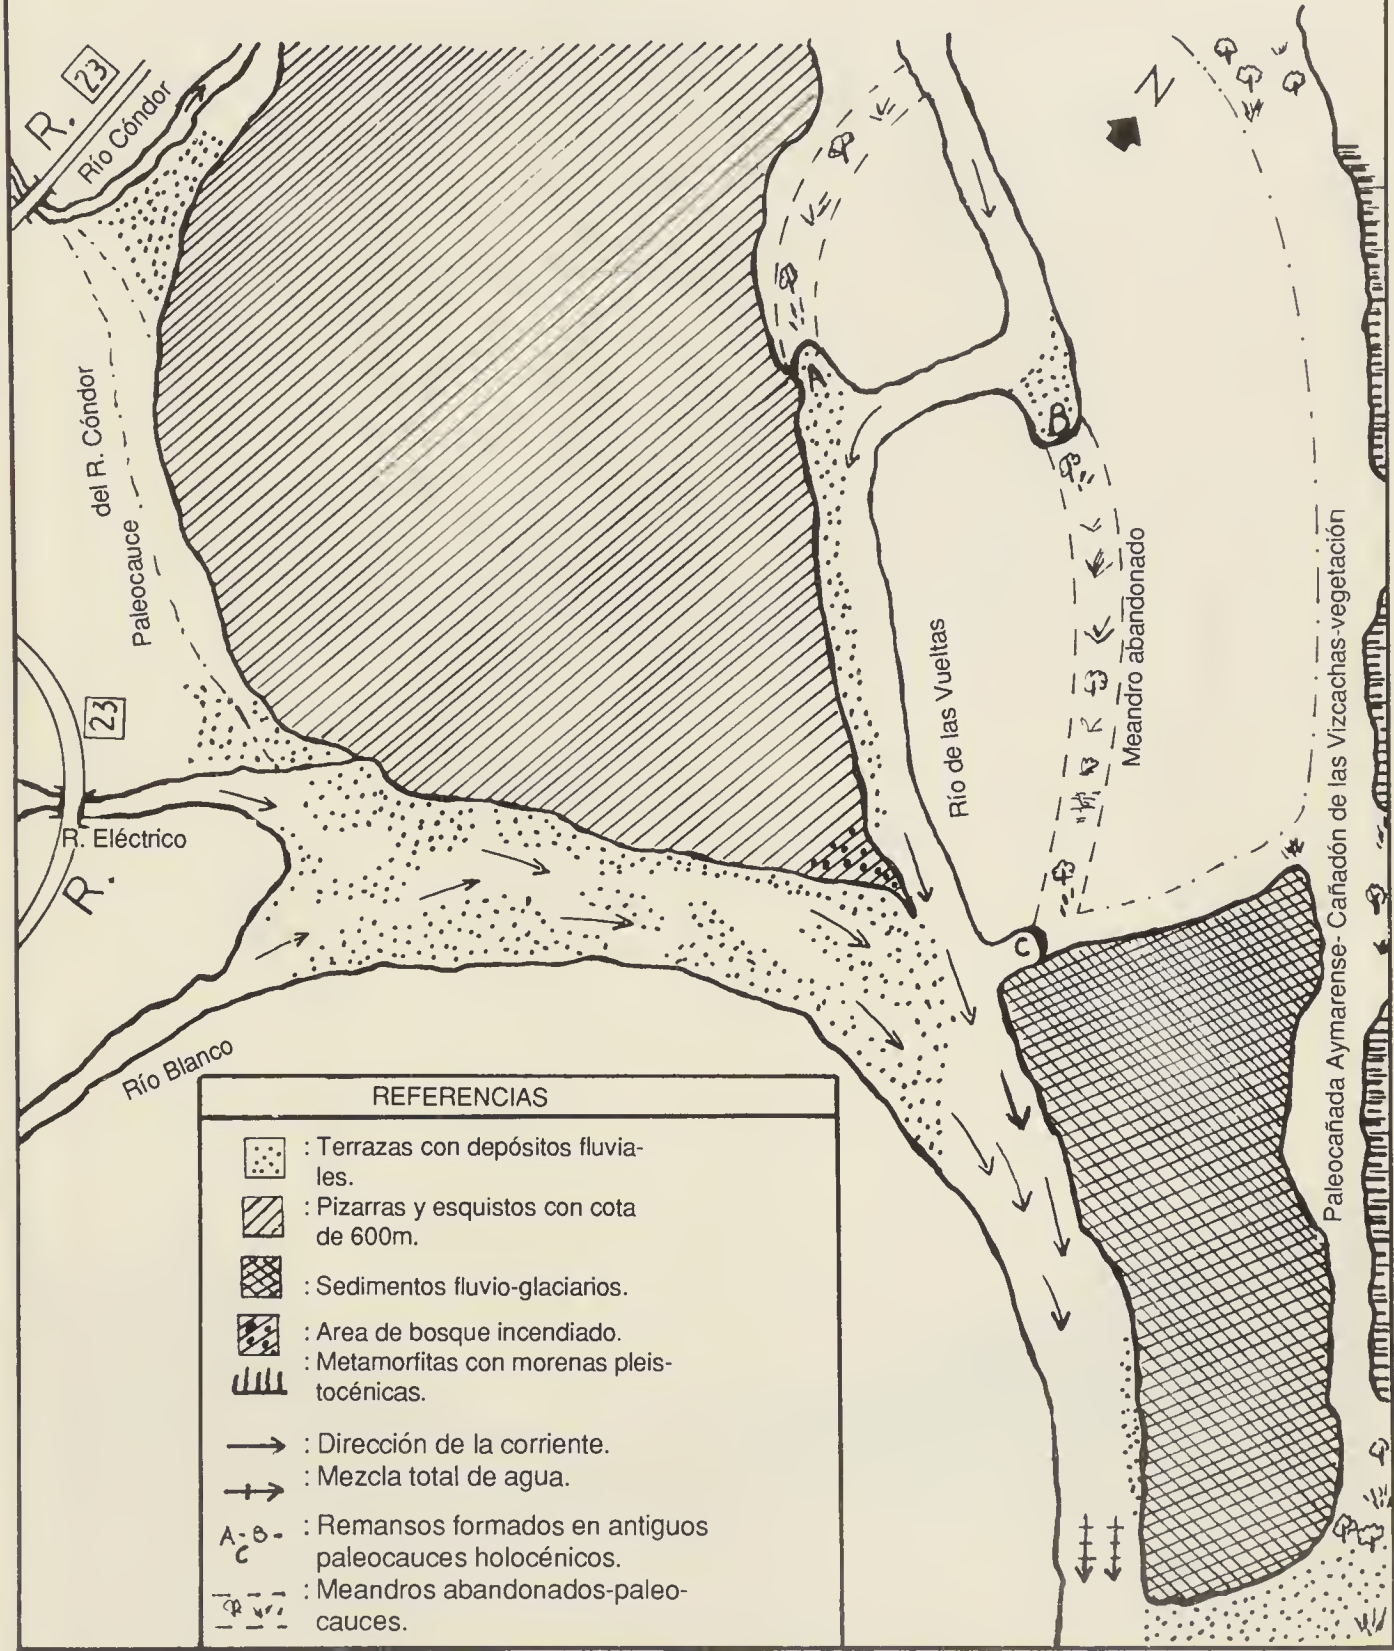 R. 23
Río Cóndor
N
A
B
del R. Cóndor
Paleocauce
Meandro abandonado
Río de las Vueltas
Paleocañada Aymarense- Cañadón de las Vizcachas-vegetación
23
R. Eléctrico
R.
C
Río Blanco
REFERENCIAS
: Terrazas con depósitos fluvia-
les.
: Pizarras y esquistos con cota
de 600m.
: Sedimentos fluvio-glaciarios.
: Area de bosque incendiado.
: Metamorfitas con morenas pleis-
tocénicas.
: Dirección de la corriente.
: Mezcla total de agua.
A-B- : Remansos formados en antiguos
C paleocauces holocénicos.
: Meandros abandonados-paleo-
cauces.